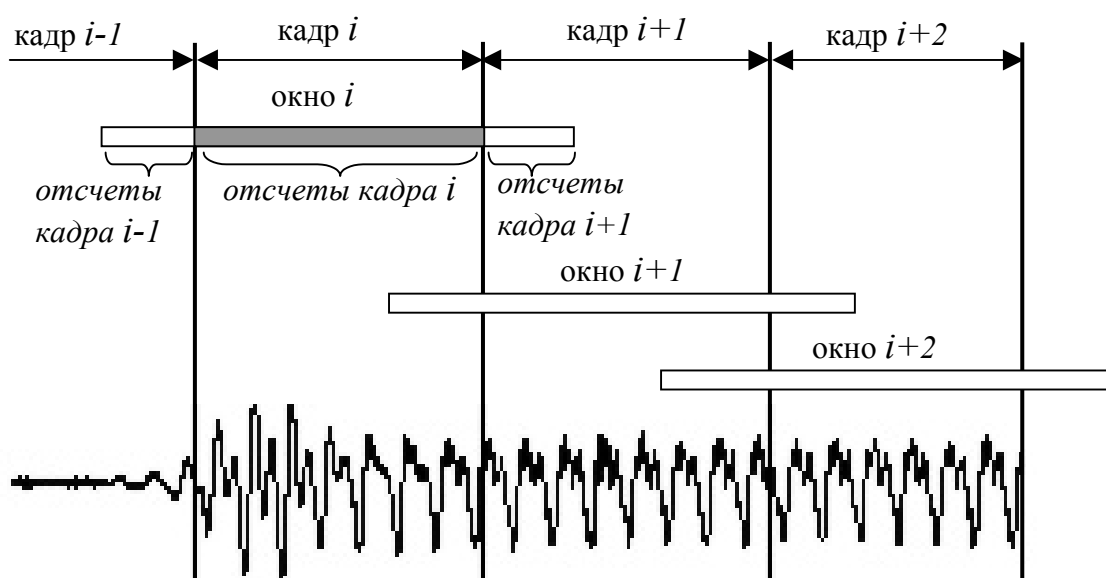 кадр i-1 кадр i кадр i+1 кадр i+2
окно i
отсчеты кадра i-1
отсчеты кадра i
отсчеты кадра i+1
окно i+1
окно i+2